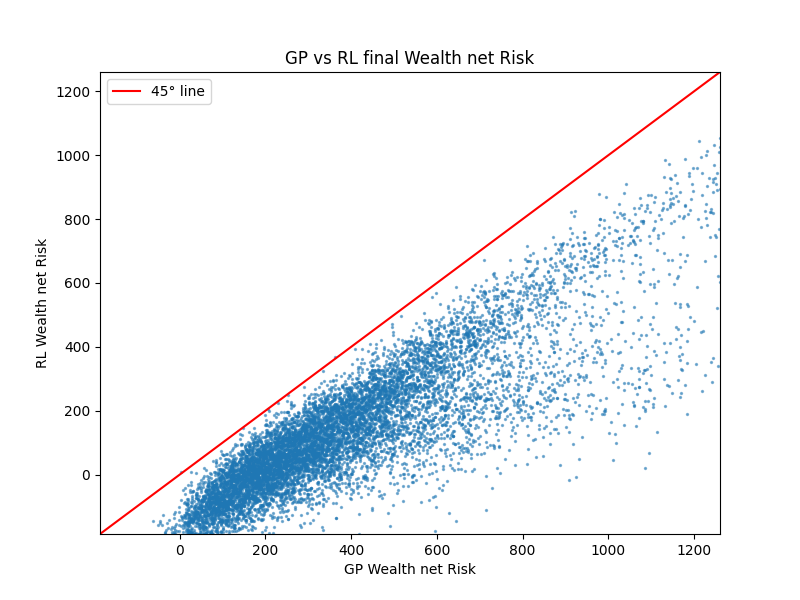 GP vs RL final Wealth net Risk
45° line
RL Wealth net Risk
1200
1000
800
600
400
200
0
0 200 400 600 800 1000 1200
GP Wealth net Risk